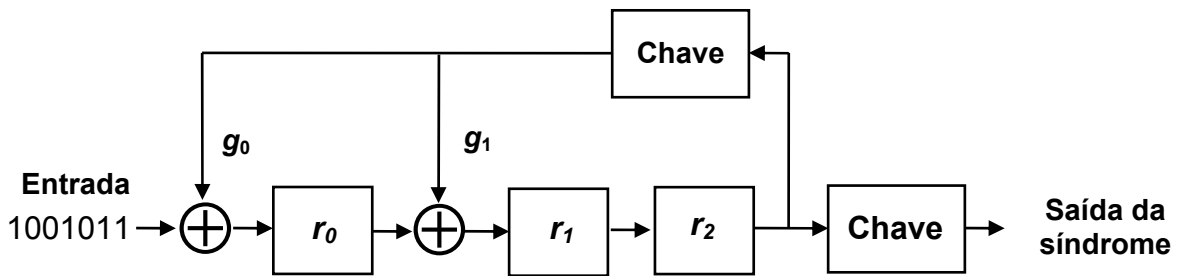 Chave
g0
g1
Entrada
1001011
r0
r1
r2
Chave
Saída da
síndrome